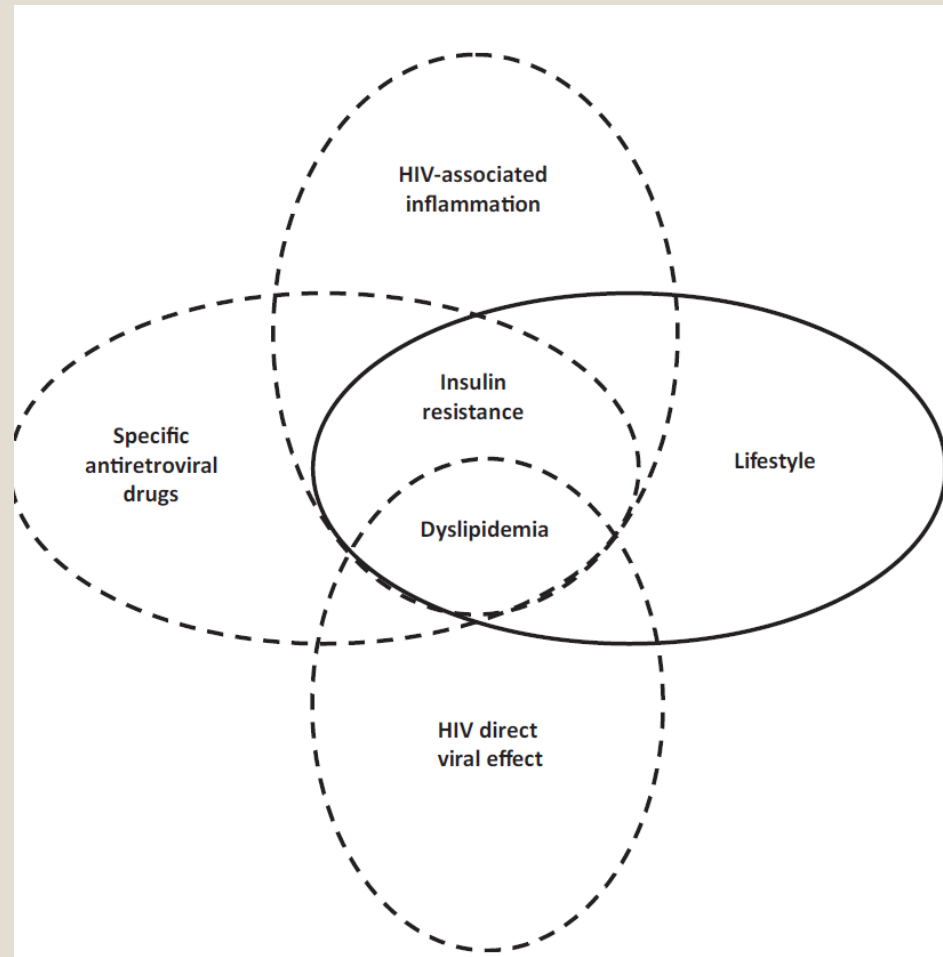 HIV-associated
inflammation
Insulin
resistance
Specific
antiretroviral
drugs
Lifestyle
Dyslipidemia
HIV direct
viral effect